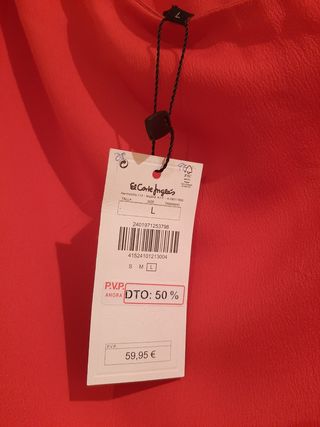 L
El Corte Inglés
TALLA
L
2401971253796
41524101213004
S M L
P.V.P.
AHORA
DTO: 50 %
P.V.P.
59,95 €